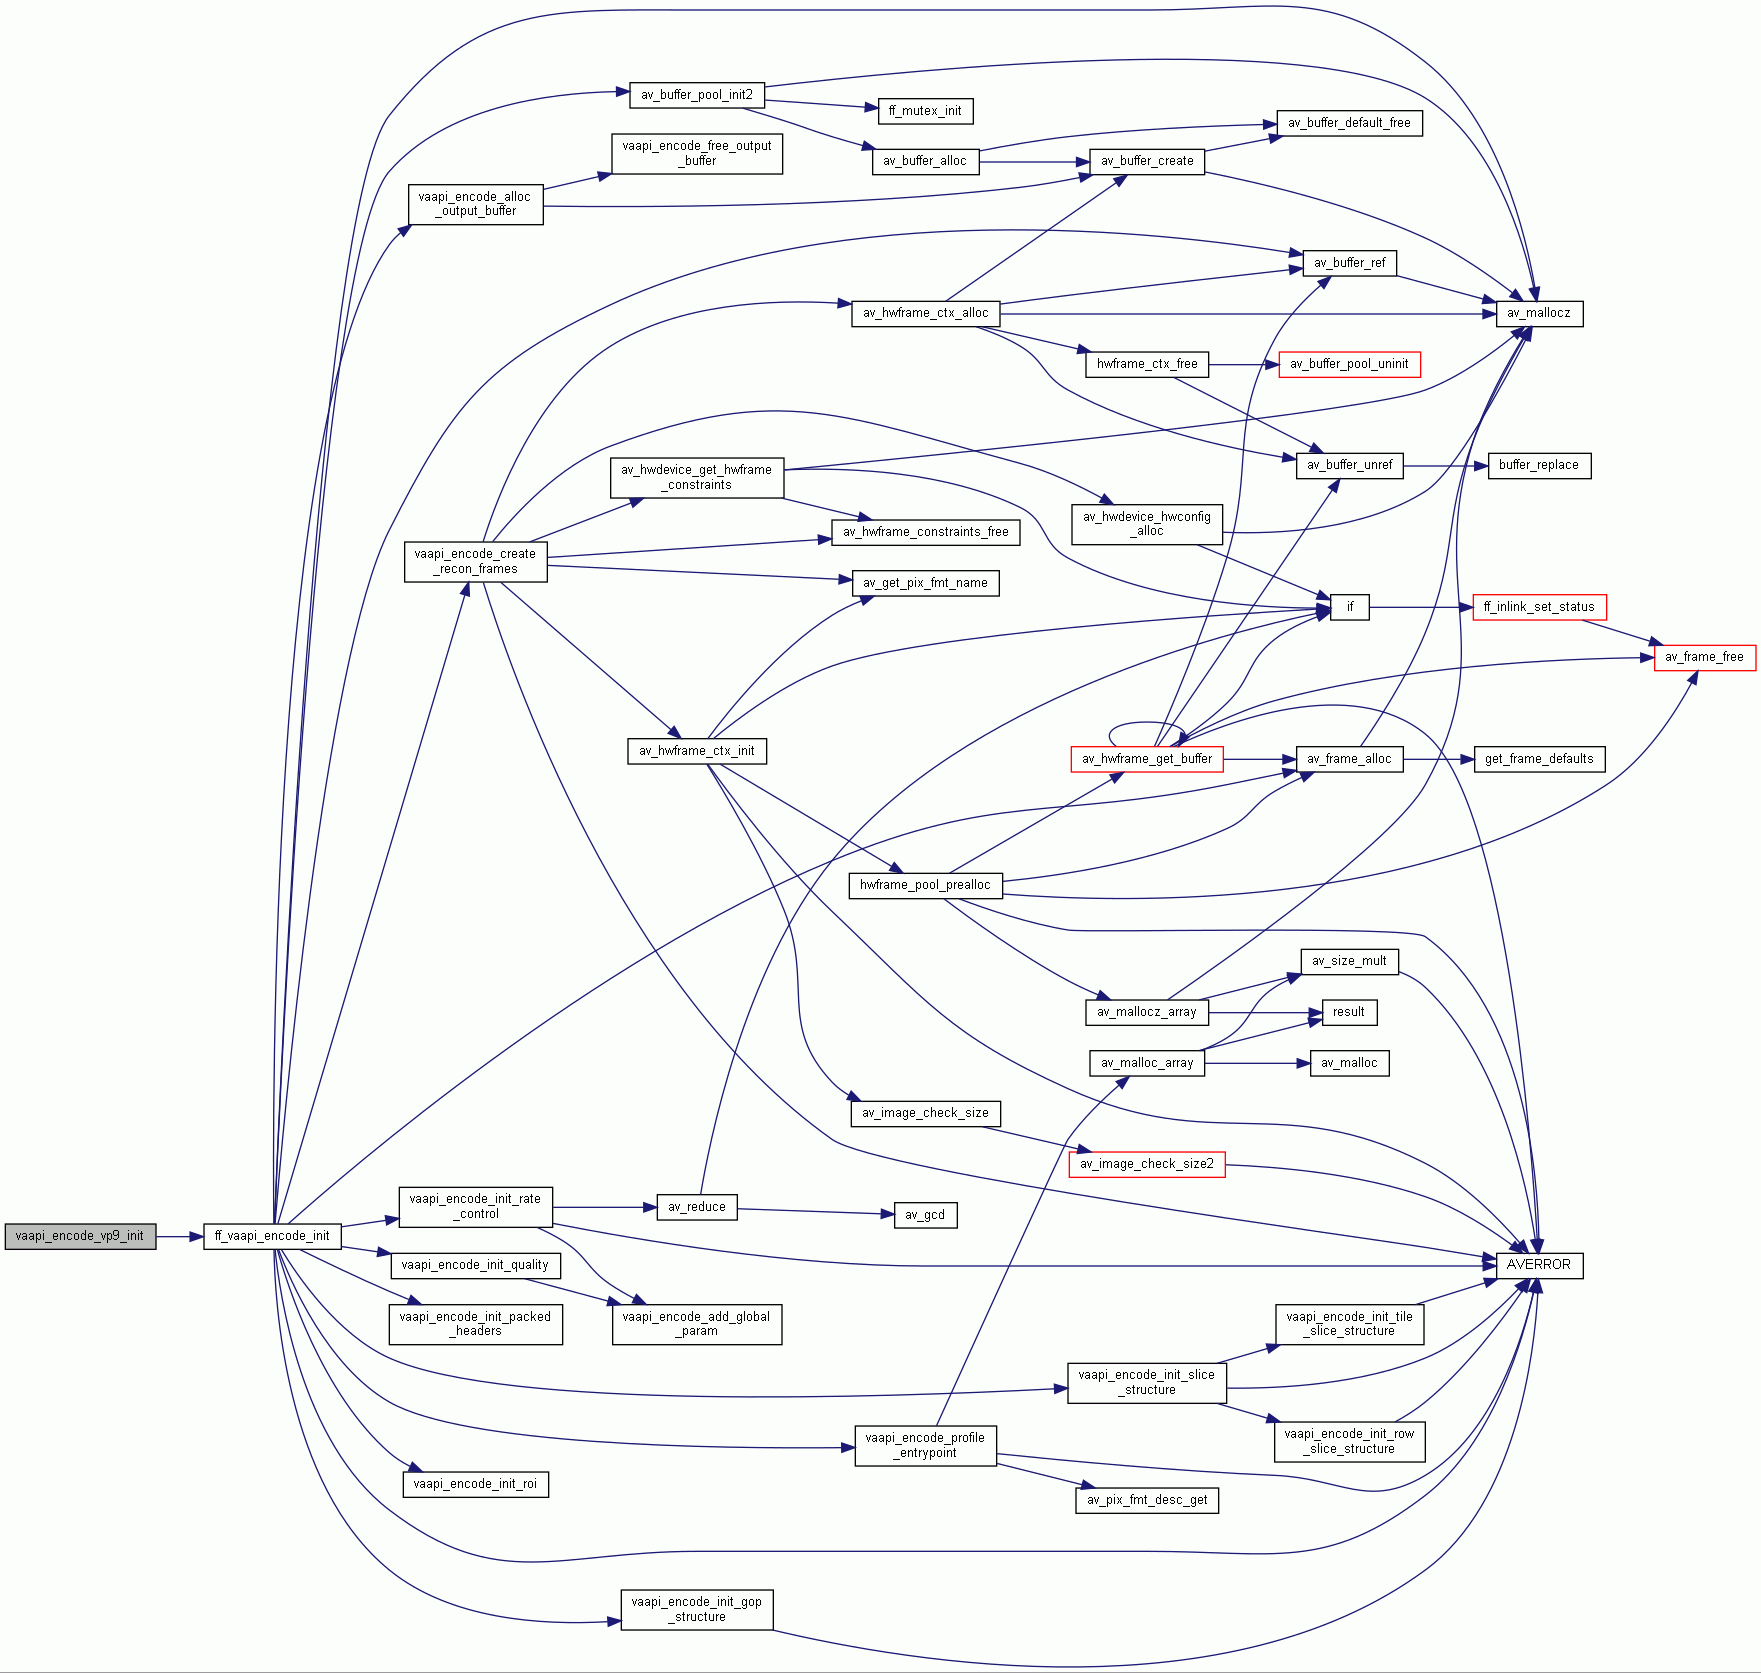 av_buffer_pool_init2
ff_mutex_init
av_buffer_default_free
vaapi_encode_free_output
_buffer
av_buffer_alloc
av_buffer_create
vaapi_encode_alloc
_output_buffer
av_buffer_ref
av_hwframe_ctx_alloc
av_mallocz
hwframe_ctx_free
av_buffer_pool_uninit
av_hwdevice_get_hwframe
_constraints
av_buffer_unref
buffer_replace
av_hwdevice_hwconfig
_alloc
av_hwframe_constraints_free
vaapi_encode_create
_recon_frames
av_get_pix_fmt_name
if
ff_inlink_set_status
av_frame_free
av_hwframe_ctx_init
av_hwframe_get_buffer
av_frame_alloc
get_frame_defaults
hwframe_pool_prealloc
av_size_mult
av_mallocz_array
result
av_malloc_array
av_malloc
av_image_check_size
av_image_check_size2
vaapi_encode_init_rate
_control
av_reduce
av_gcd
vaapi_encode_vp9_init
ff_vaapi_encode_init
vaapi_encode_init_quality
AVERROR
vaapi_encode_init_packed
_headers
vaapi_encode_add_global
_param
vaapi_encode_init_tile
_slice_structure
vaapi_encode_init_slice
_structure
vaapi_encode_init_row
_slice_structure
vaapi_encode_profile
_entrypoint
vaapi_encode_init_roi
av_pix_fmt_desc_get
vaapi_encode_init_gop
_structure